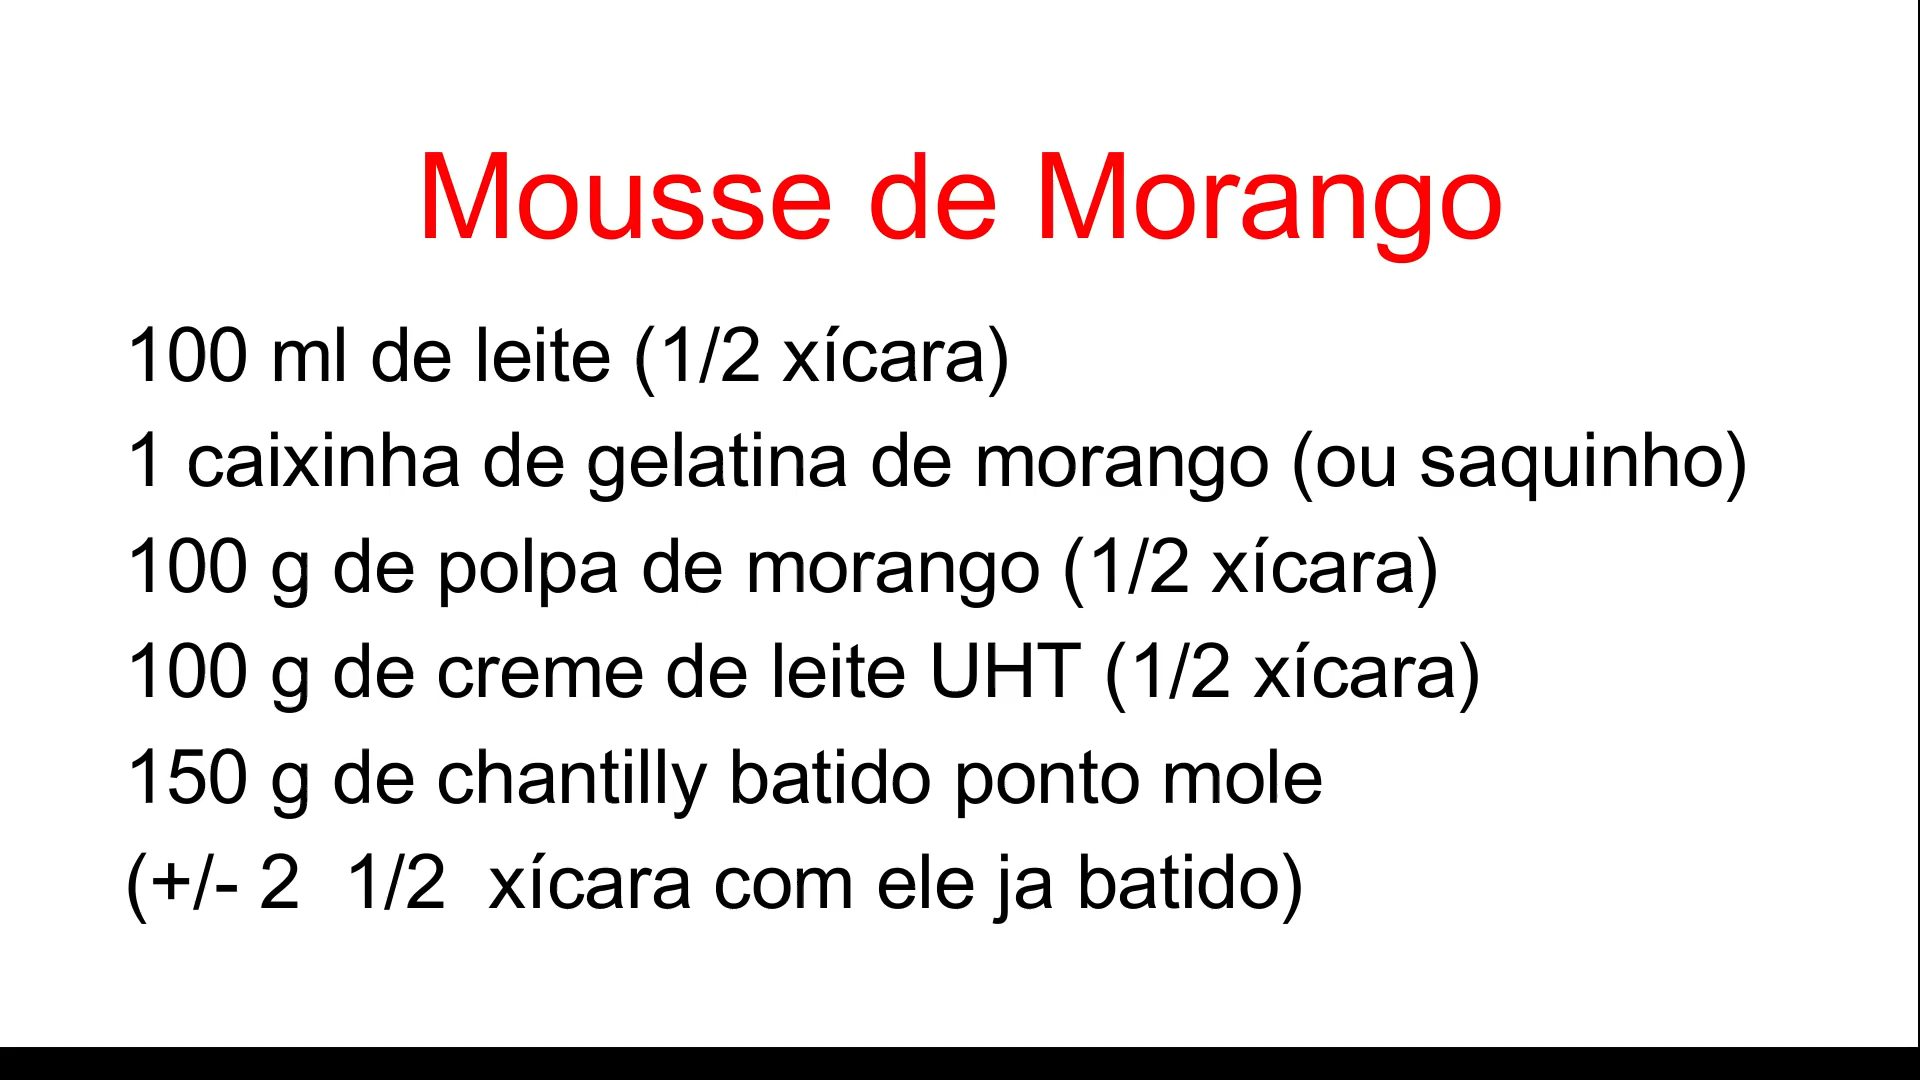 Mousse de Morango
100 ml de leite (1/2 xícara)
1 caixinha de gelatina de morango (ou saquinho)
100 g de polpa de morango (1/2 xícara)
100 g de creme de leite UHT (1/2 xícara)
150 g de chantilly batido ponto mole
(+/- 2  1/2  xícara com ele ja batido)